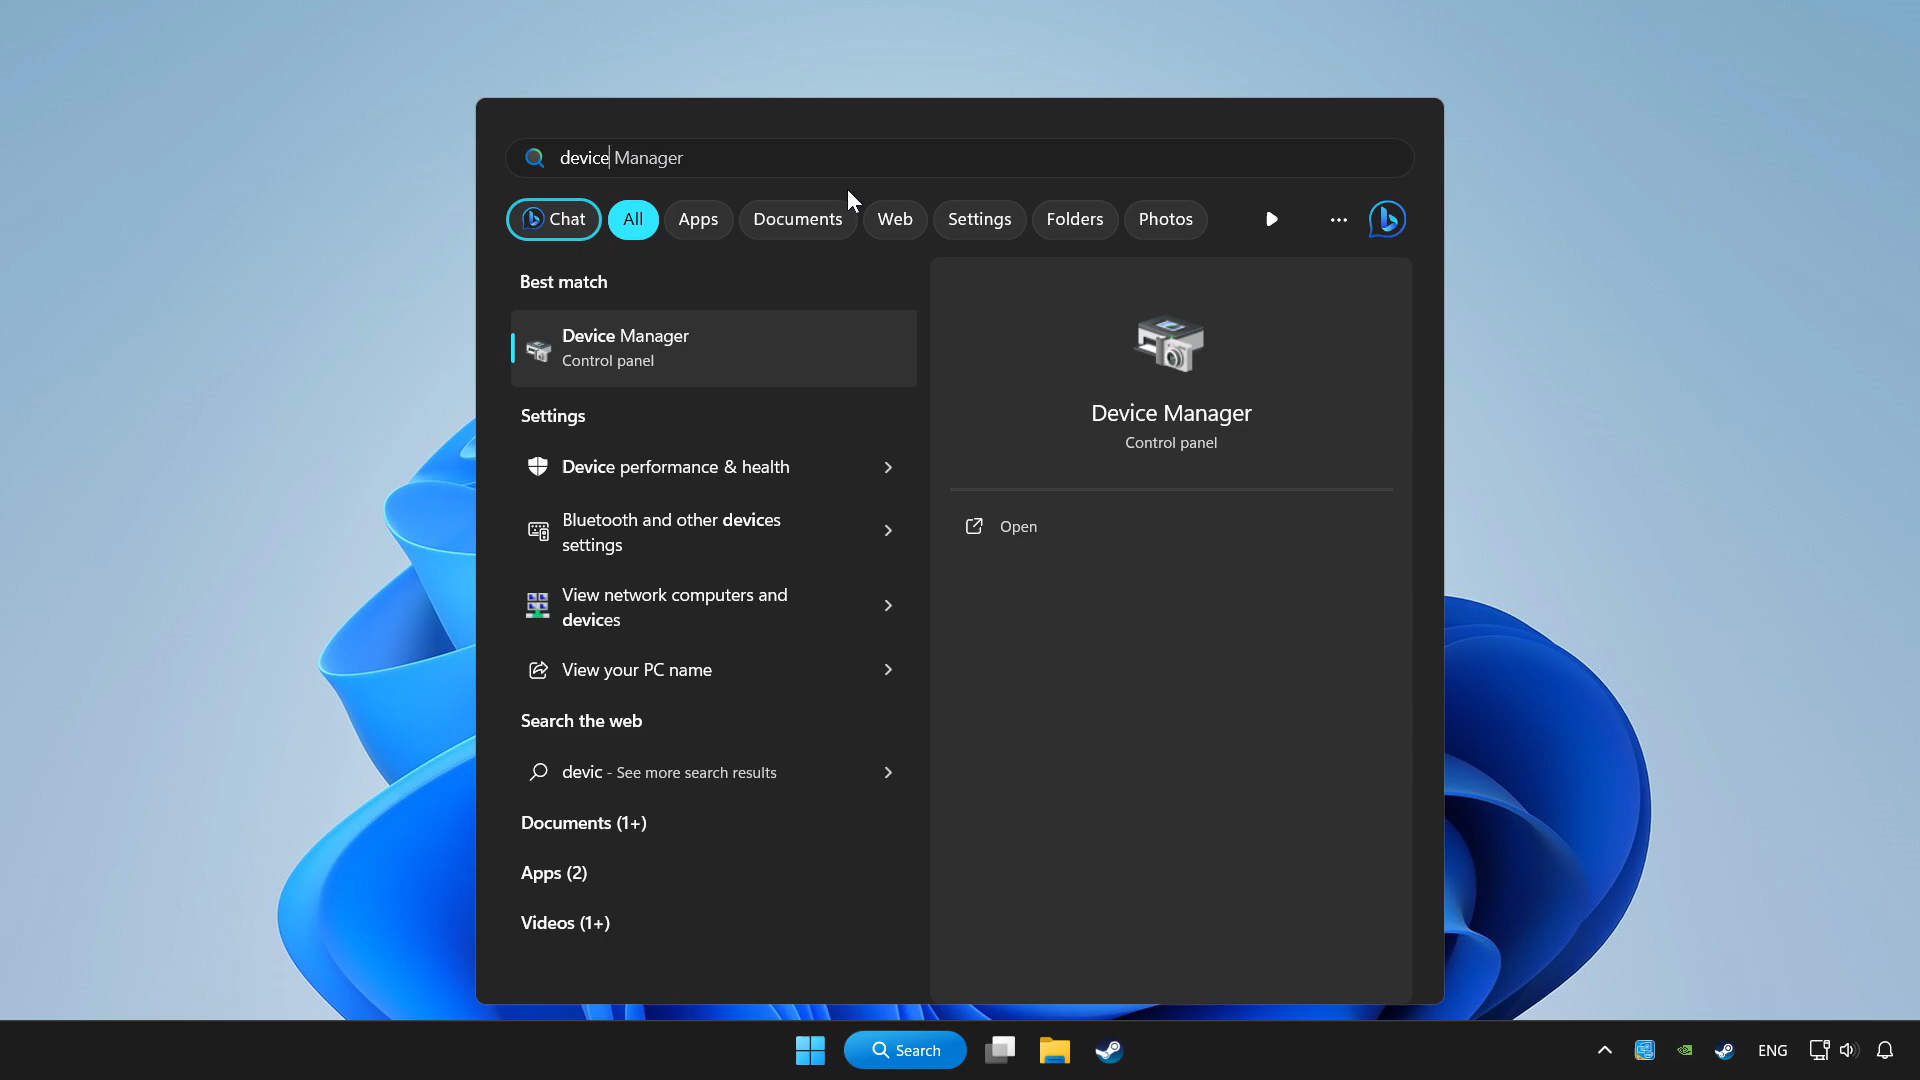 device Manager
Chat
All
Apps
Documents
Web
Settings
Folders
Photos
Best match
Device Manager
Control panel
Settings
Device performance & health
Bluetooth and other devices
settings
View network computers and
devices
View your PC name
Search the web
devic - See more search results
Documents (1+)
Apps (2)
Videos (1+)
Device Manager
Control panel
Open
Search
ENG